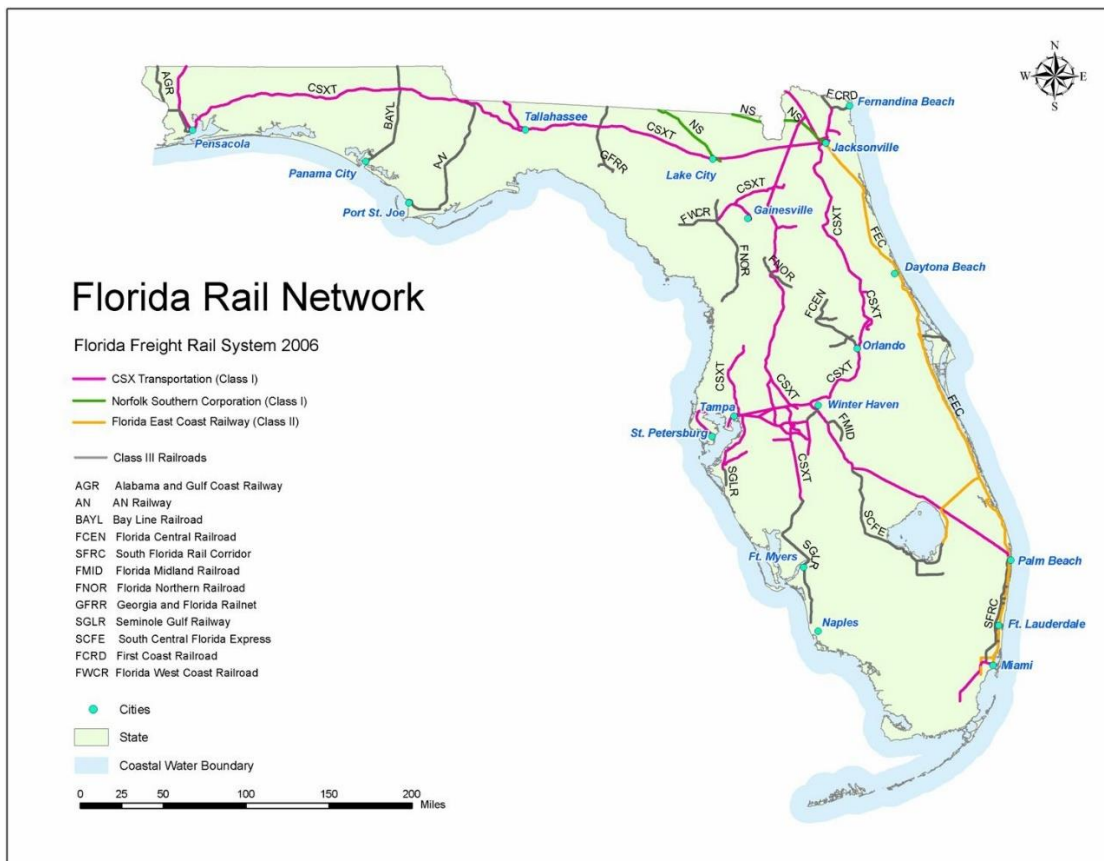 N
W E
S
AGR
CSXT
BAYL
AN
Pensacola
Panama City
Port St. Joe
Tallahassee
GFRR
CSXT
NS
NS
NS
FCRD
Fernandina Beach
Jacksonville
Lake City
CSXT
Gainesville
FWCR
FNOR
FNOR
CSXT
FEC
Daytona Beach
FCEN
CSXT
Orlando
CSXT
CSXT
CSXT
Tampa
Winter Haven
St. Petersburg
FMID
FEC
SGLR
CSXT
SCFE
Ft. Myers
SGLR
Palm Beach
SFRC
Naples
Ft. Lauderdale
Miami
Florida Rail Network
Florida Freight Rail System 2006
CSX Transportation (Class I)
Norfolk Southern Corporation (Class I)
Florida East Coast Railway (Class II)
Class III Railroads
AGR Alabama and Gulf Coast Railway
AN AN Railway
BAYL Bay Line Railroad
FCEN Florida Central Railroad
SFRC South Florida Rail Corridor
FMID Florida Midland Railroad
FNOR Florida Northern Railroad
GFRR Georgia and Florida Railnet
SGLR Seminole Gulf Railway
SCFE South Central Florida Express
FCRD First Coast Railroad
FWCR Florida West Coast Railroad
Cities
State
Coastal Water Boundary
0 25 50 100 150 200
Miles